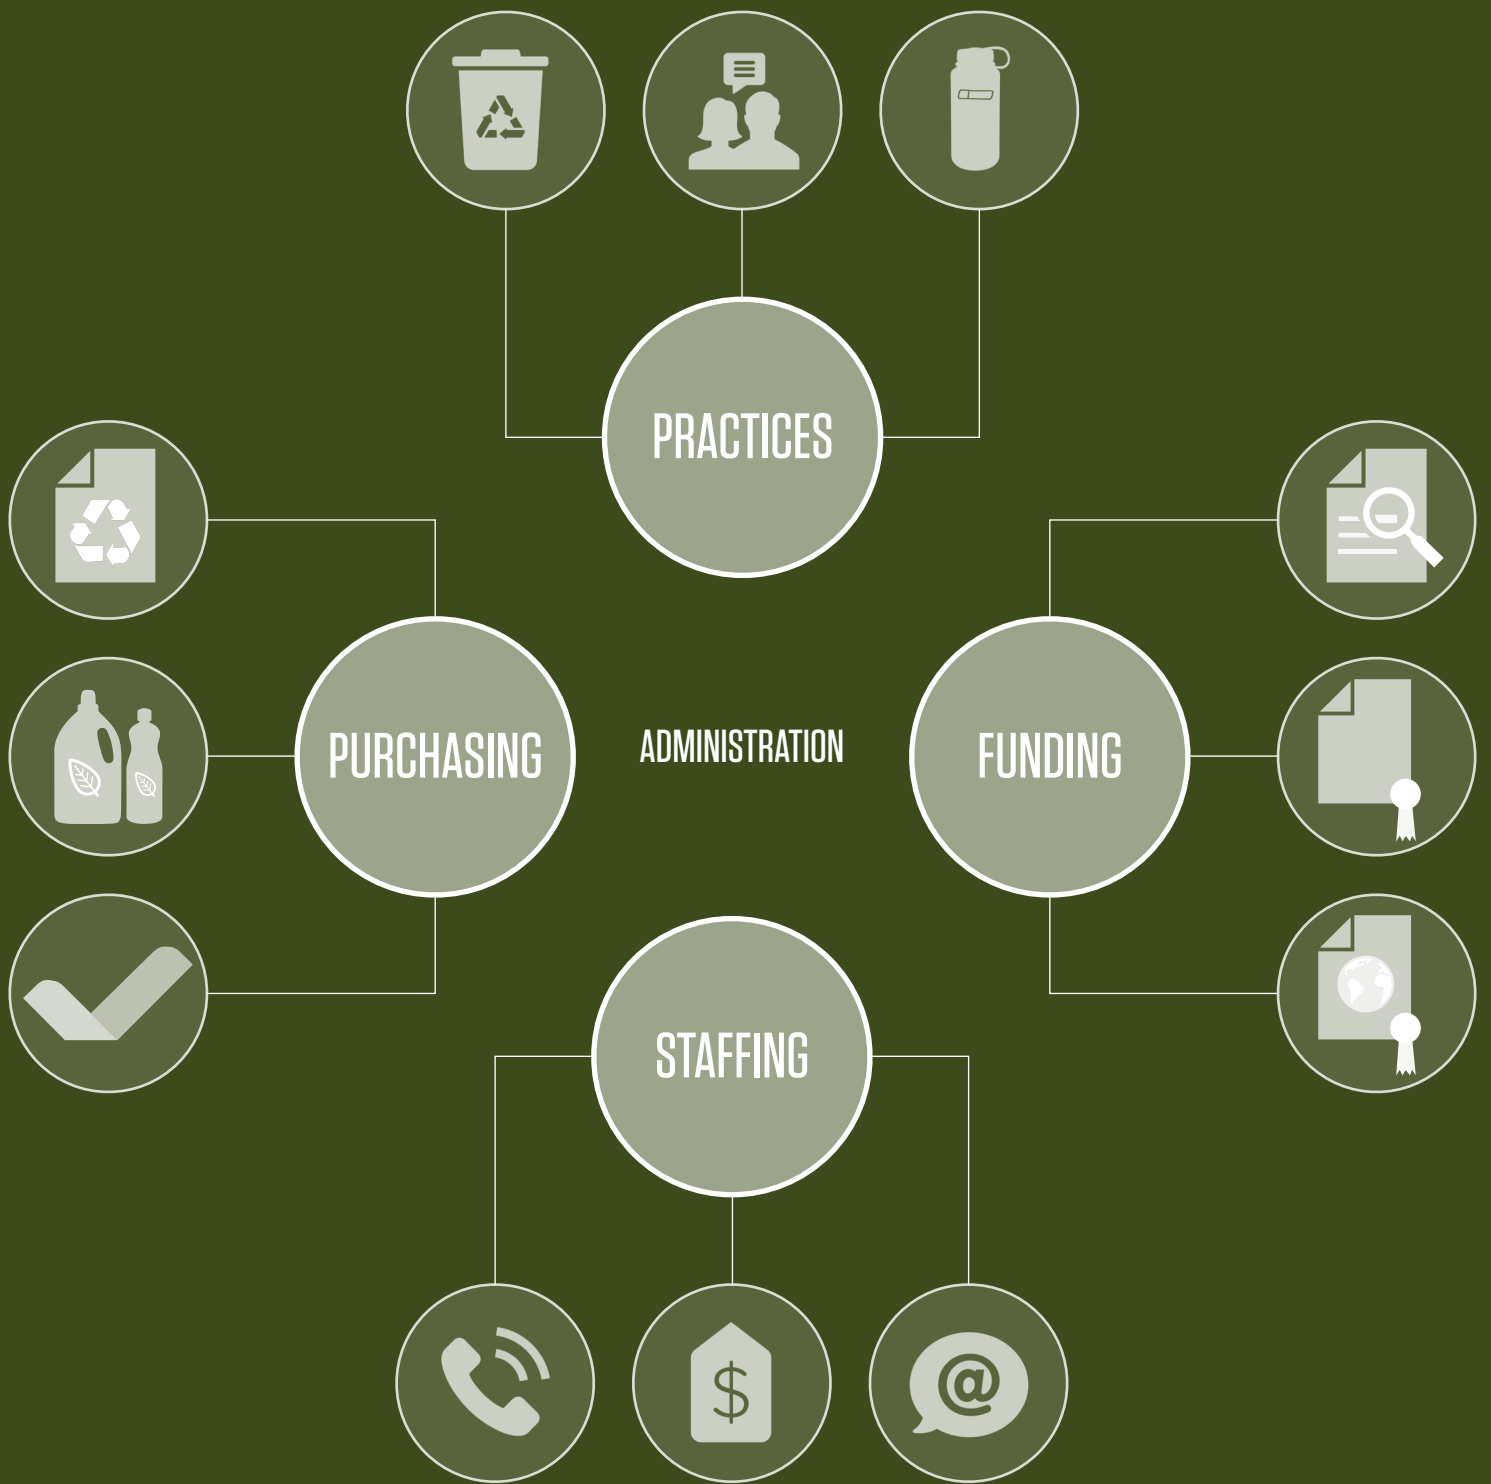 PRACTICES
PURCHASING
ADMINISTRATION
FUNDING
STAFFING
$
@